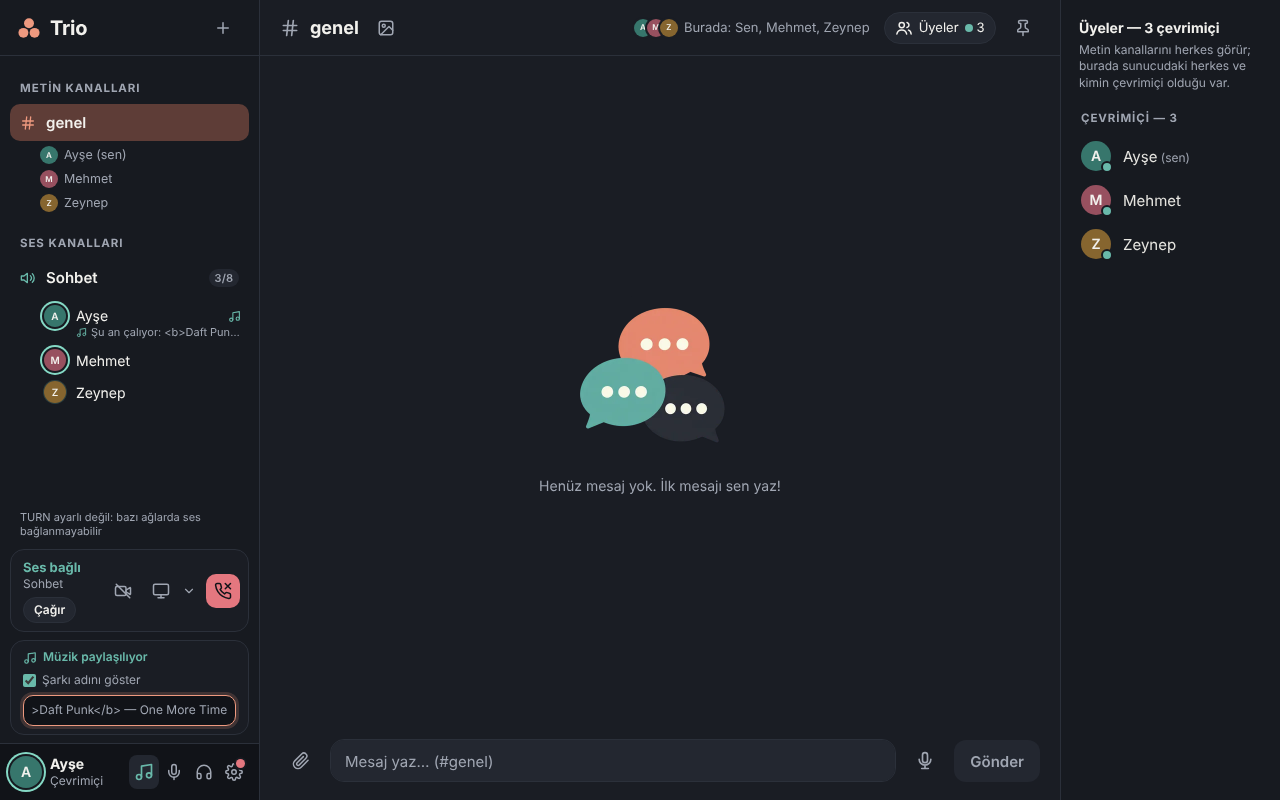 Trio
METİN KANALLARI
genel
A Ayşe (sen)
M Mehmet
Z Zeynep
SES KANALLARI
Sohbet 3/8
A Ayşe
Şu an çalıyor: <b>Daft Pun...
M Mehmet
Z Zeynep
TURN ayarlı değil: bazı ağlarda ses
bağlanmayabilir
Ses bağlı
Sohbet
Çağır
Müzik paylaşılıyor
Şarkı adını göster
>Daft Punk</b> — One More Time
A Ayşe
Çevrimiçi
# genel
A M Z Burada: Sen, Mehmet, Zeynep
Üyeler 3
Henüz mesaj yok. İlk mesajı sen yaz!
Mesaj yaz... (#genel)
Gönder
Üyeler — 3 çevrimiçi
Metin kanallarını herkes görür;
burada sunucudaki herkes ve
kimin çevrimiçi olduğu var.
ÇEVRİMİÇİ — 3
A Ayşe (sen)
M Mehmet
Z Zeynep